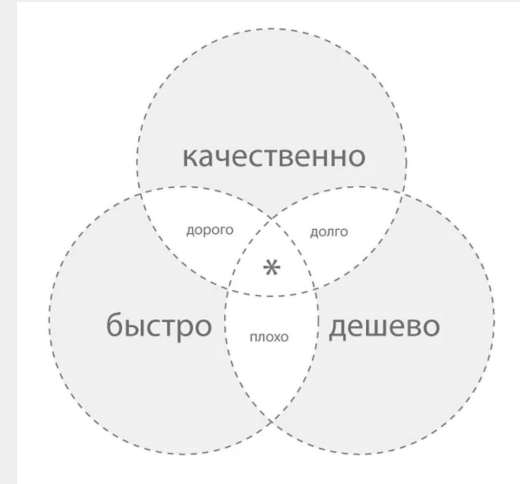 качественно
дорого
долго
*
быстро
плохо
дешево